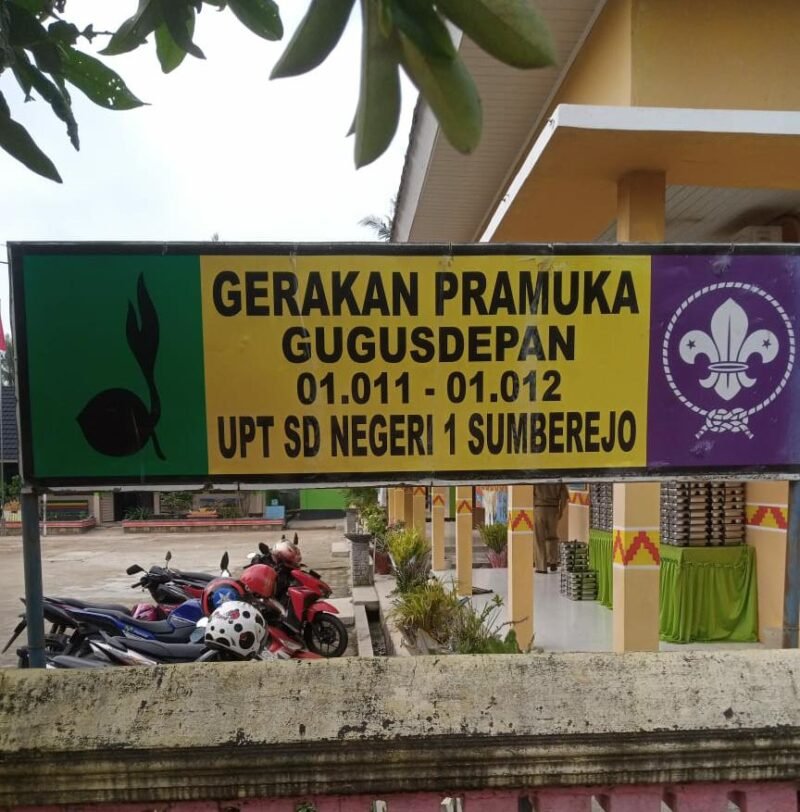 GERAKAN PRAMUKA
GUGUSDEPAN
01.011 - 01.012
UPT SD NEGERI 1 SUMBEREJO